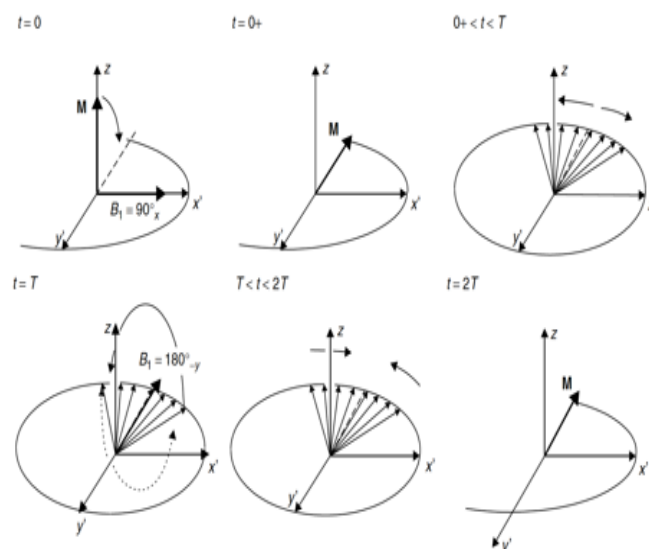 t = 0
t = 0+
0+ < t < T
z
M
B₁ = 90°ₓ
x'
y'
z
M
x'
y'
z
y'
t = T
T < t < 2T
t = 2T
z
B₁ = 180°₋y
x'
y'
z
x'
y'
z
M
x'
y'